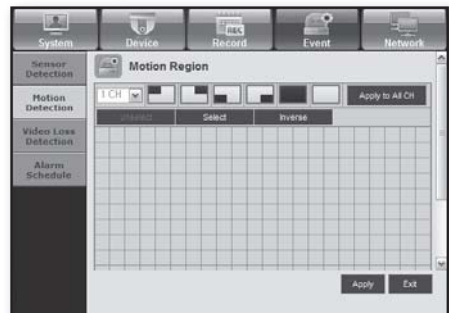 System Device Record Event Network
Sensor
Detection
Motion Region
Motion
Detection
1 CH Apply to All CH
Unselect Select Inverse
Video Loss
Detection
Alarm
Schedule
Apply Exit